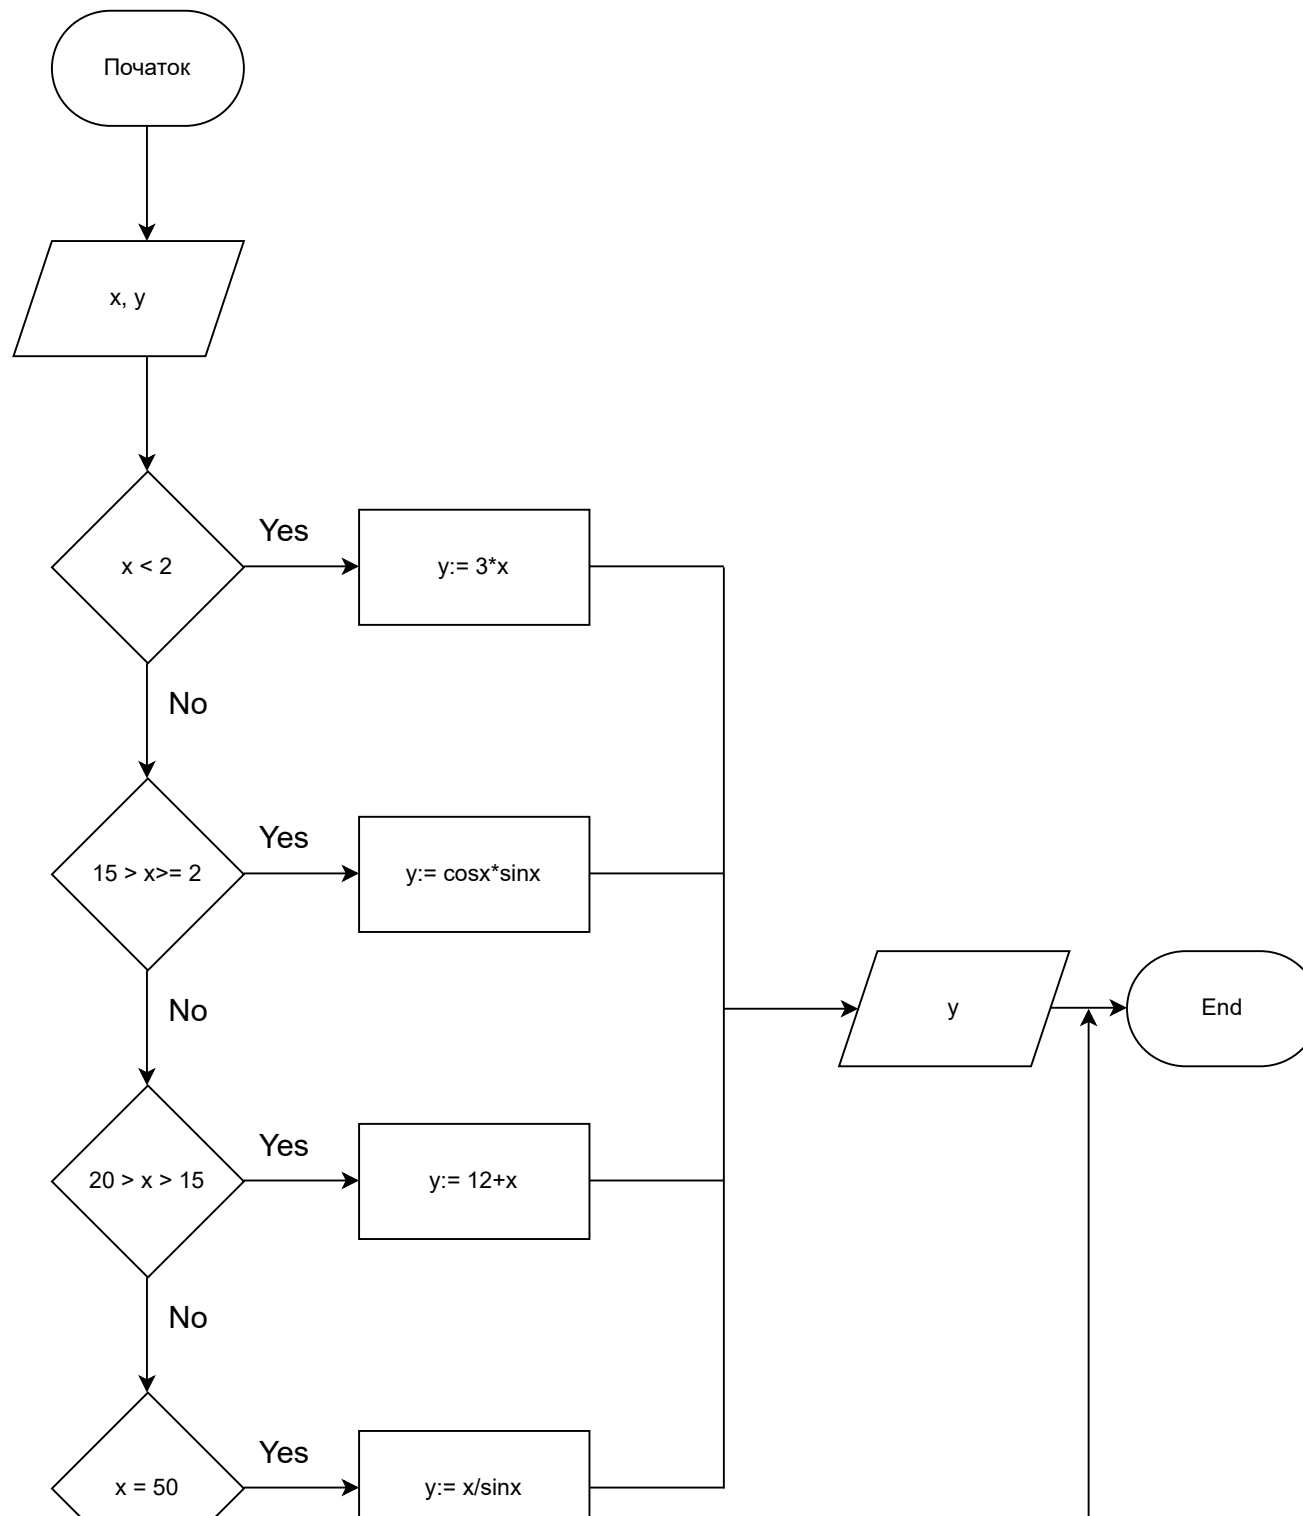 Початок
x, y
x < 2
Yes
y:= 3*x
No
15 > x>= 2
Yes
y:= cosx*sinx
No
y
End
20 > x > 15
Yes
y:= 12+x
No
x = 50
Yes
y:= x/sinx